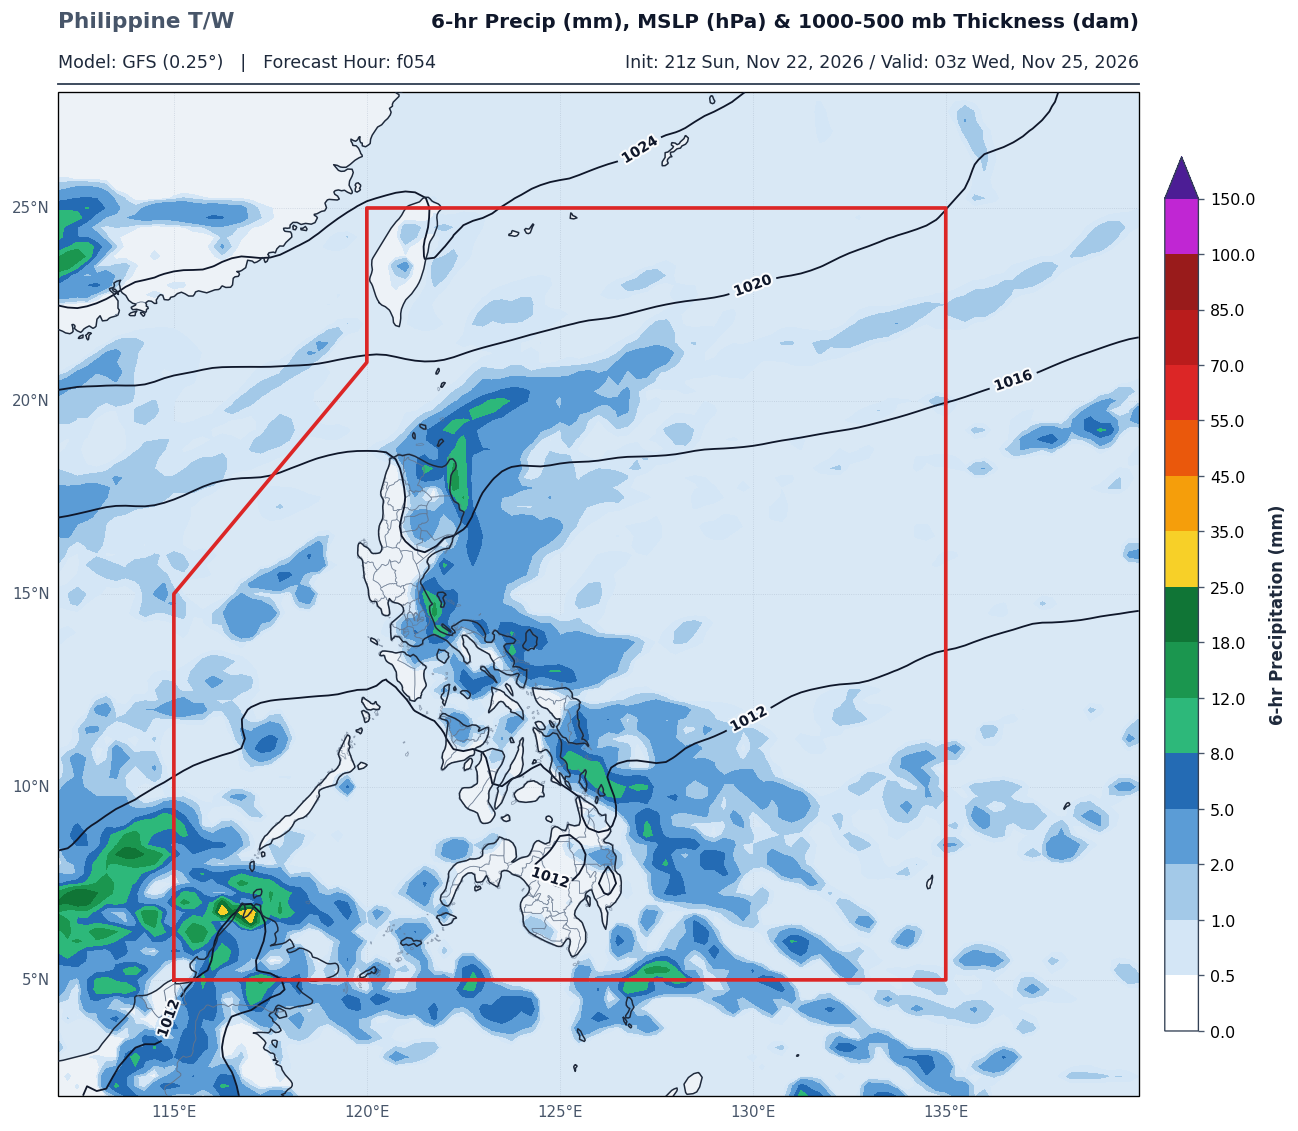 Philippine T/W
6-hr Precip (mm), MSLP (hPa) & 1000-500 mb Thickness (dam)
Model: GFS (0.25°) | Forecast Hour: f054
Init: 21z Sun, Nov 22, 2026 / Valid: 03z Wed, Nov 25, 2026
1024
1020
1016
1012
1012
1012
25°N
20°N
15°N
10°N
5°N
115°E
120°E
125°E
130°E
135°E
150.0
100.0
85.0
70.0
55.0
45.0
35.0
25.0
18.0
12.0
8.0
5.0
2.0
1.0
0.5
0.0
6-hr Precipitation (mm)